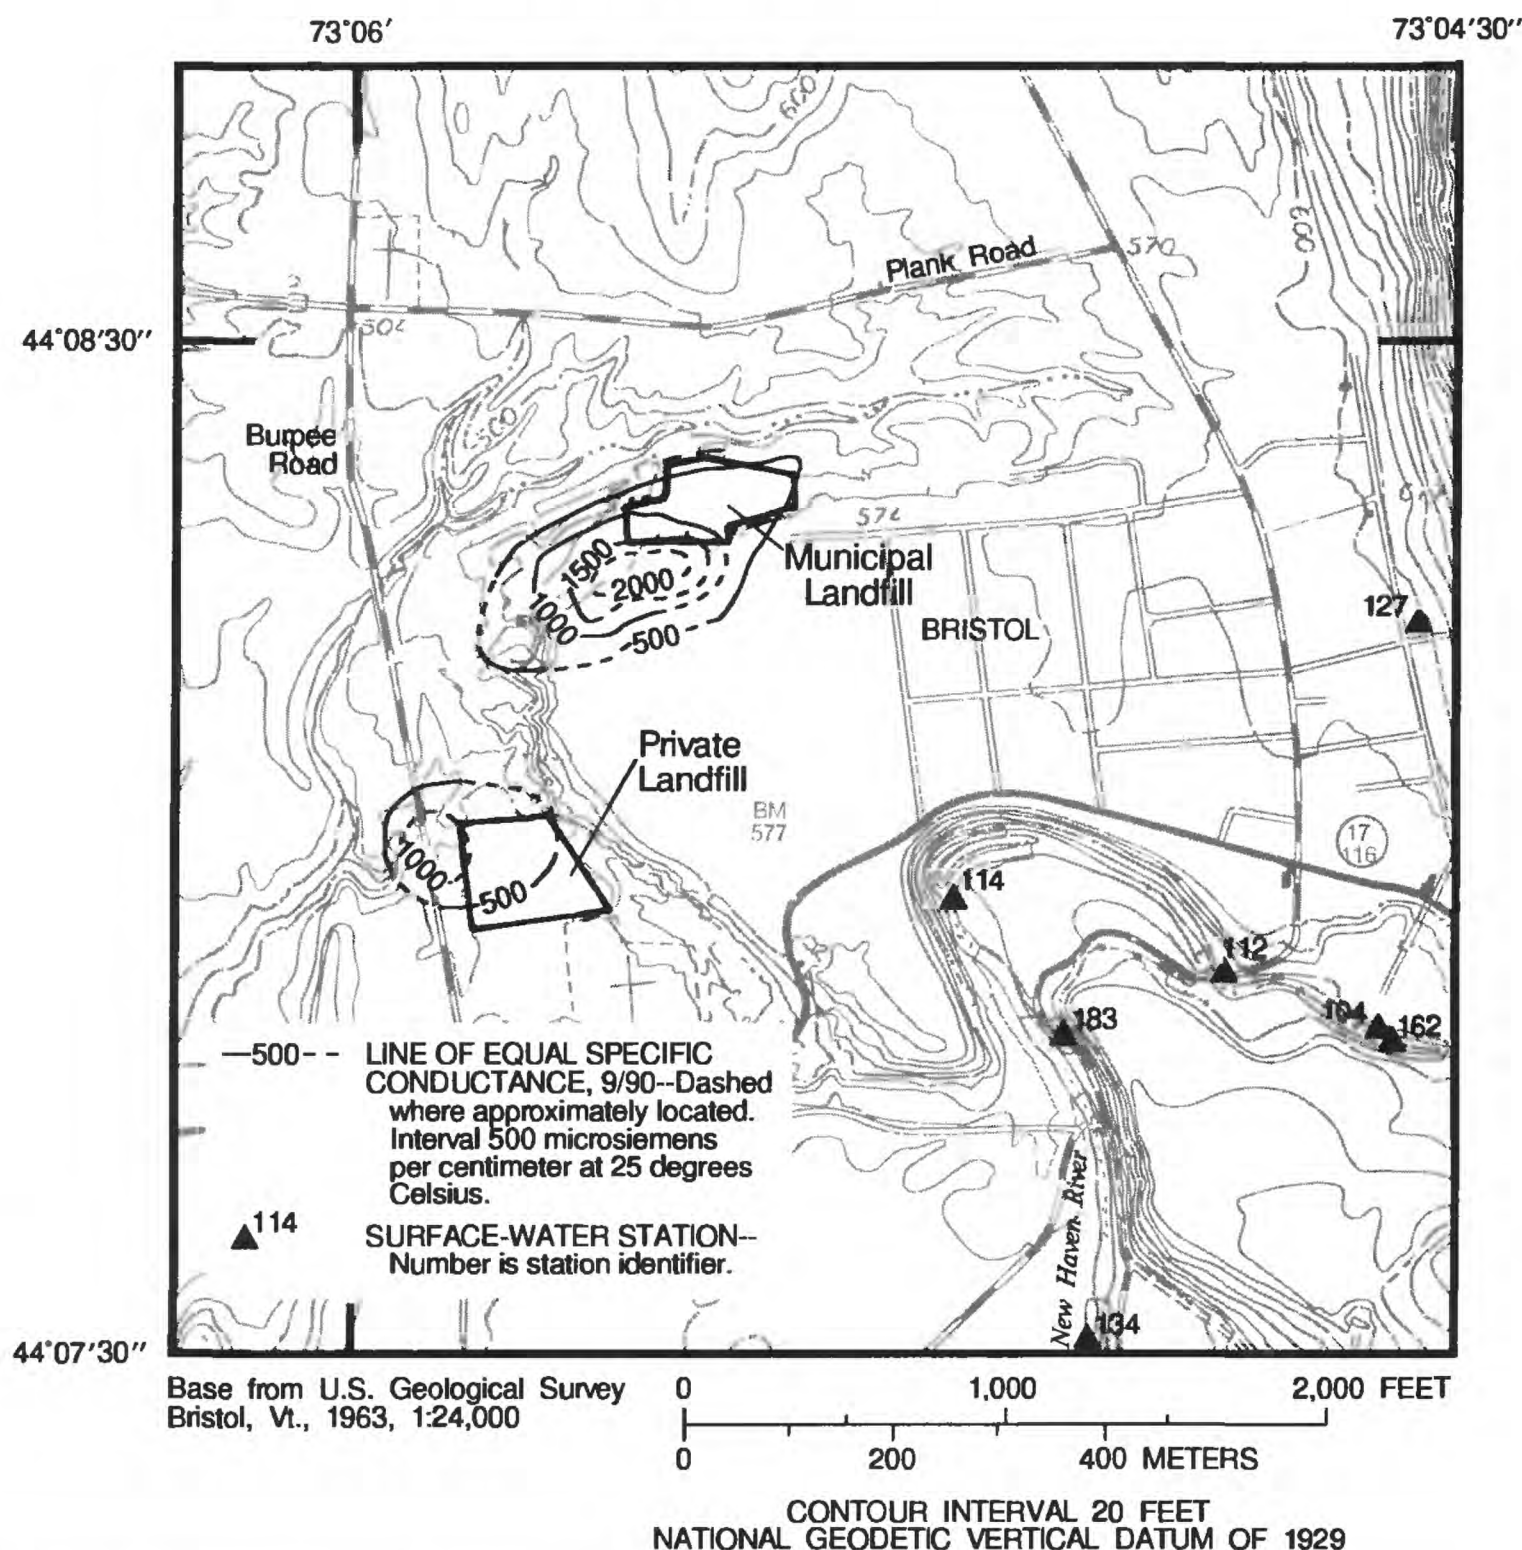 73°06′
73°04′30″
600
600
Plank Road
570
2
504
44°08′30″
500
Burpee
Road
574
1500
2000
1000
500
Municipal
Landfill
BRISTOL
127
Private
Landfill
BM
577
17
116
1000
500
114
112
183
104
162
—500-- LINE OF EQUAL SPECIFIC
CONDUCTANCE, 9/90--Dashed
where approximately located.
Interval 500 microsiemens
per centimeter at 25 degrees
Celsius.
114
SURFACE-WATER STATION--
Number is station identifier.
New Haven River
134
44°07′30″
Base from U.S. Geological Survey
Bristol, Vt., 1963, 1:24,000
0 1,000 2,000 FEET
0 200 400 METERS
CONTOUR INTERVAL 20 FEET
NATIONAL GEODETIC VERTICAL DATUM OF 1929